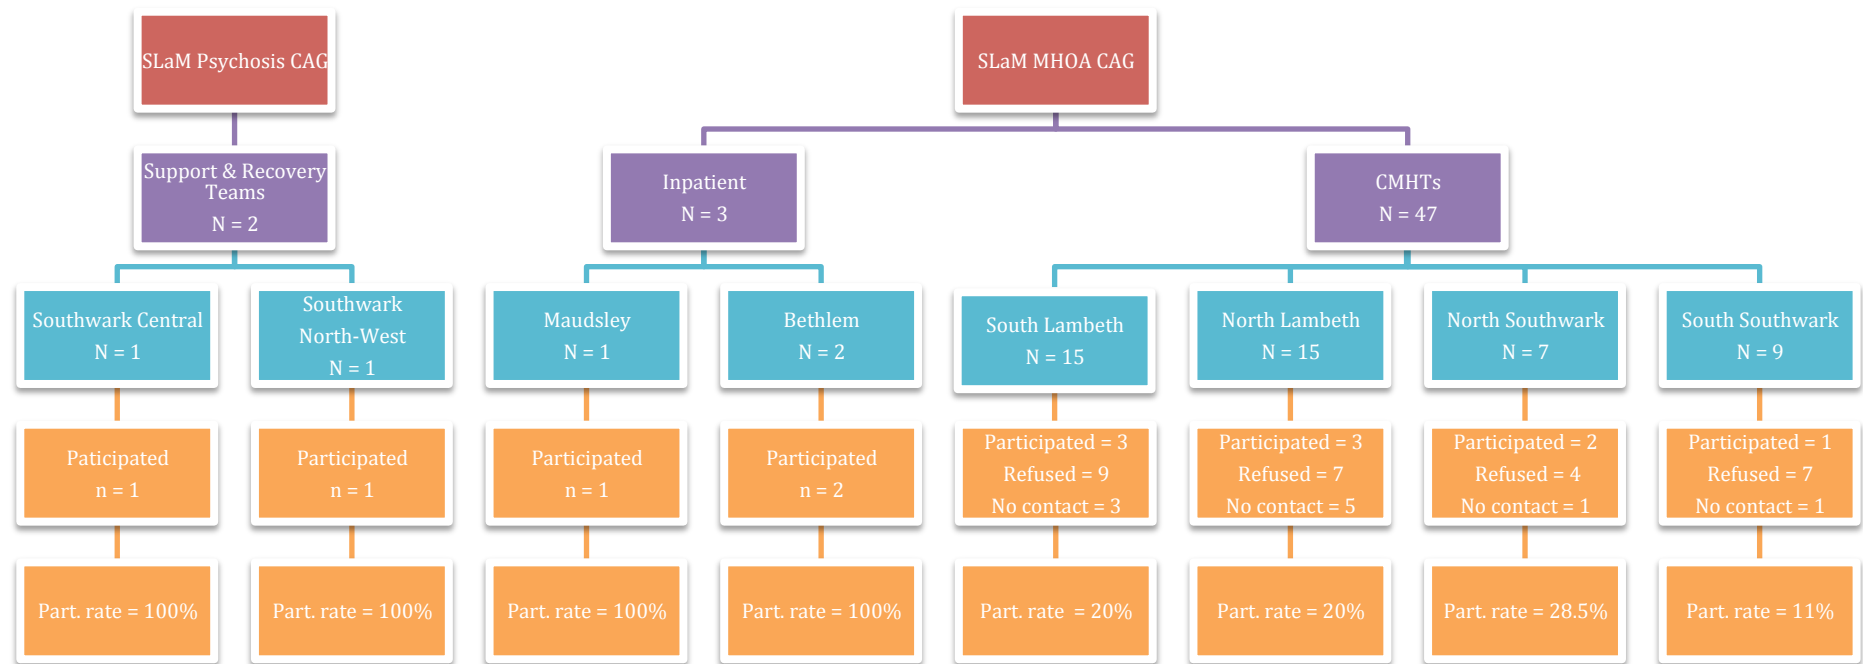 SLaM Psychosis CAG
SLaM MHOA CAG
Support & Recovery
Teams
N = 2
Inpatient
N = 3
CMHTs
N = 47
Southwark Central
N = 1
Southwark
North-West
N = 1
Maudsley
N = 1
Bethlem
N = 2
South Lambeth
N = 15
North Lambeth
N = 15
North Southwark
N = 7
South Southwark
N = 9
Paticipated
n = 1
Participated
n = 1
Participated
n = 1
Participated
n = 2
Participated = 3
Refused = 9
No contact = 3
Participated = 3
Refused = 7
No contact = 5
Participated = 2
Refused = 4
No contact = 1
Participated = 1
Refused = 7
No contact = 1
Part. rate = 100%
Part. rate = 100%
Part. rate = 100%
Part. rate = 100%
Part. rate = 20%
Part. rate = 20%
Part. rate = 28.5%
Part. rate = 11%